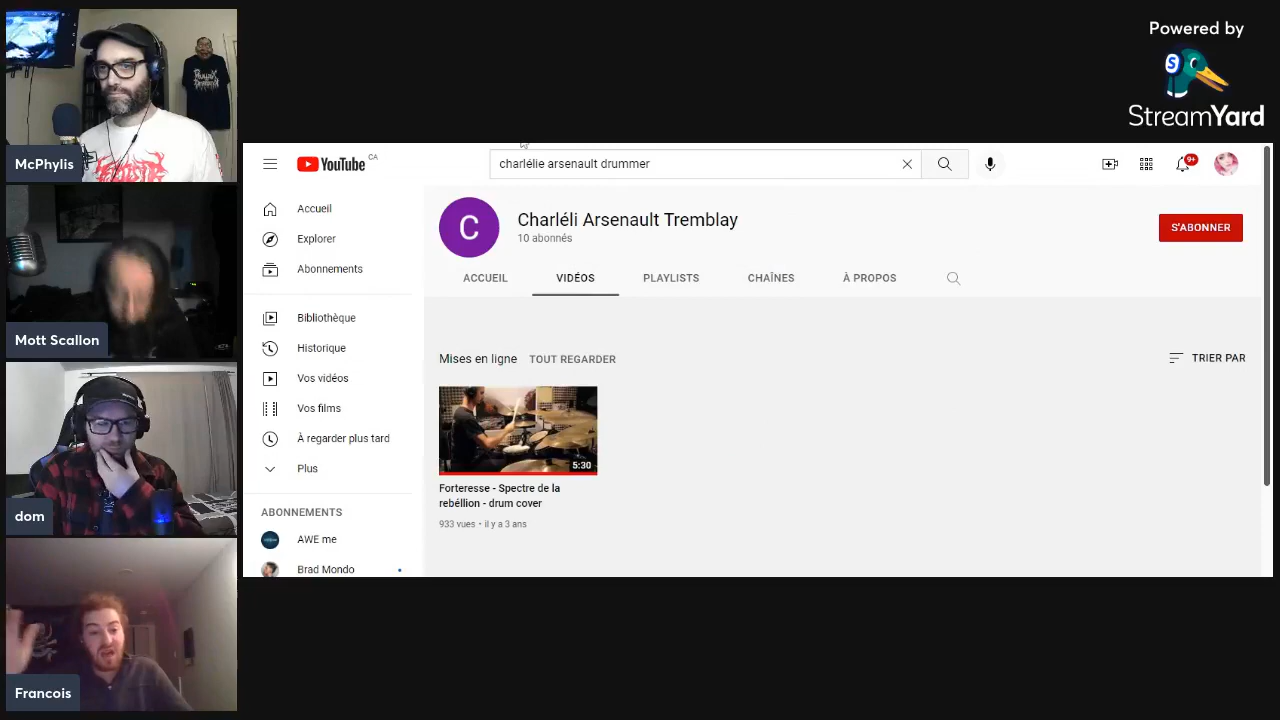 McPhylis
Mott Scallon
dom
Francois
Powered by
S
StreamYard
YouTube CA
charlélie arsenault drummer
9+
Accueil
Explorer
Abonnements
Bibliothèque
Historique
Vos vidéos
Vos films
À regarder plus tard
Plus
ABONNEMENTS
AWE me
Brad Mondo
C
Charléli Arsenault Tremblay
10 abonnés
S'ABONNER
ACCUEIL
VIDÉOS
PLAYLISTS
CHAÎNES
À PROPOS
Mises en ligne
TOUT REGARDER
TRIER PAR
5:30
Forteresse - Spectre de la
rébellion - drum cover
933 vues • il y a 3 ans